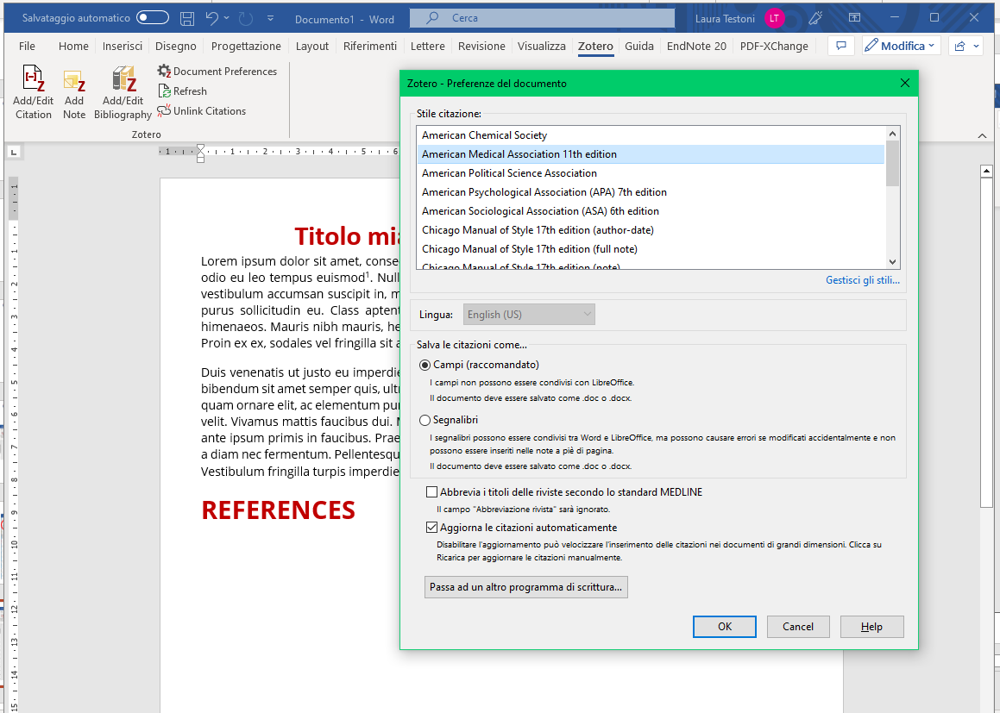 Salvataggio automatico
Documento1 - Word
Cerca
Laura Testoni LT
File Home Inserisci Disegno Progettazione Layout Riferimenti Lettere Revisione Visualizza Zotero Guida EndNote 20 PDF-XChange Modifica
Add/Edit Citation
Add Note
Add/Edit Bibliography
Document Preferences
Refresh
Unlink Citations
Zotero
Zotero - Preferenze del documento
Stile citazione:
American Chemical Society
American Medical Association 11th edition
American Political Science Association
American Psychological Association (APA) 7th edition
American Sociological Association (ASA) 6th edition
Chicago Manual of Style 17th edition (author-date)
Chicago Manual of Style 17th edition (full note)
Chicago Manual of Style 17th edition (note)
Gestisci gli stili...
Lingua: English (US)
Salva le citazioni come...
Campi (raccomandato)
I campi non possono essere condivisi con LibreOffice.
Il documento deve essere salvato come .doc o .docx.
Segnalibri
I segnalibri possono essere condivisi tra Word e LibreOffice, ma possono causare errori se modificati accidentalmente e non
possono essere inseriti nelle note a piè di pagina.
Il documento deve essere salvato come .doc o .docx.
Abbrevia i titoli delle riviste secondo lo standard MEDLINE
Il campo "Abbreviazione rivista" sarà ignorato.
Aggiorna le citazioni automaticamente
Disabilitare l'aggiornamento può velocizzare l'inserimento delle citazioni nei documenti di grandi dimensioni. Clicca su
Ricarica per aggiornare le citazioni manualmente.
Passa ad un altro programma di scrittura...
OK Cancel Help
Titolo mia
Lorem ipsum dolor sit amet, conse
odio eu leo tempus euismod¹. Null
vestibulum accumsan suscipit in, m
purus sollicitudin eu. Class aptent
himenaeos. Mauris nibh mauris, he
Proin ex ex, sodales vel fringilla sit a
Duis venenatis ut justo eu imperdie
bibendum sit amet semper quis, ultr
quam ornare elit, ac elementum pur
velit. Vivamus mattis faucibus dui. M
ante ipsum primis in faucibus. Prae
a diam nec fermentum. Pellentesqu
Vestibulum fringilla turpis imperdie
REFERENCES